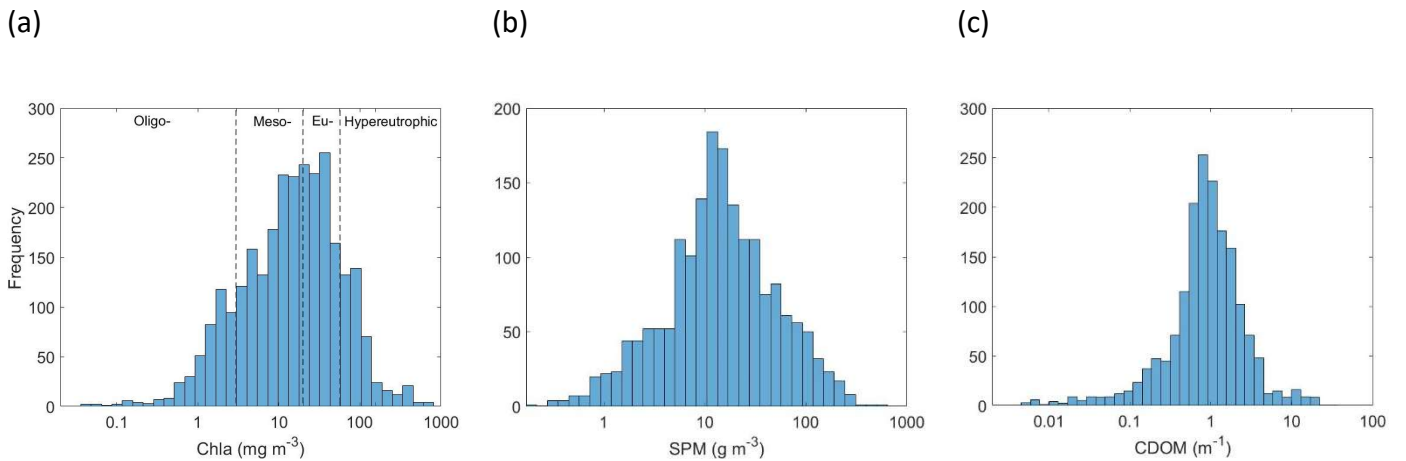 (a)
(b)
(c)
Frequency
300
250
200
150
100
50
0
Oligo-
Meso-
Eu-
Hypereutrophic
0.1 1 10 100 1000
Chla (mg m⁻³)
200
150
100
50
0
1 10 100 1000
SPM (g m⁻³)
300
250
200
150
100
50
0
0.01 0.1 1 10 100
CDOM (m⁻¹)